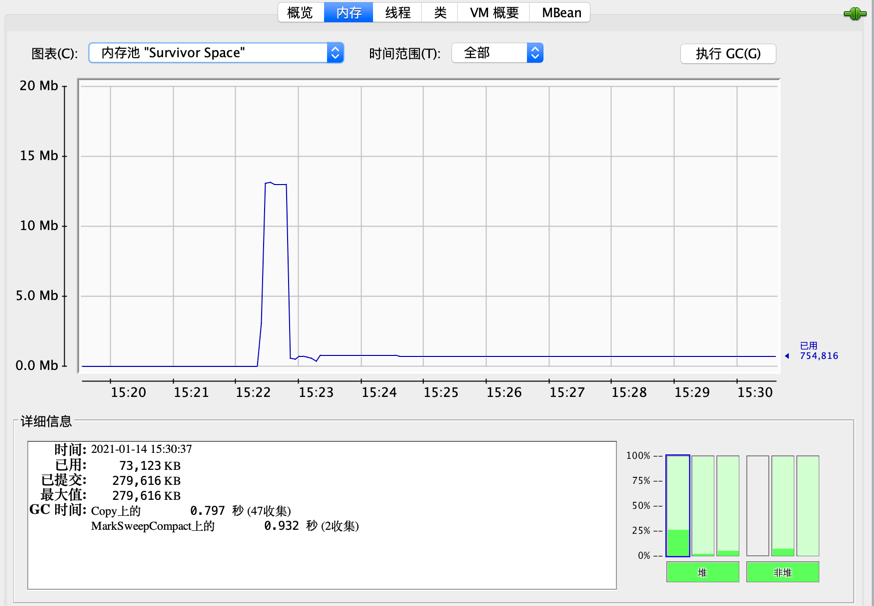 概览 内存 线程 类 VM 概要 MBean
图表(C): 内存池 "Survivor Space" 时间范围(T): 全部 执行 GC(G)
20 Mb
15 Mb
10 Mb
5.0 Mb
0.0 Mb
已用
754,816
15:20 15:21 15:22 15:23 15:24 15:25 15:26 15:27 15:28 15:29 15:30
详细信息
时间: 2021-01-14 15:30:37
已用: 73,123 KB
已提交: 279,616 KB
最大值: 279,616 KB
GC 时间: Copy上的 0.797 秒 (47收集)
MarkSweepCompact上的 0.932 秒 (2收集)
100%
75%
50%
25%
0%
堆 非堆